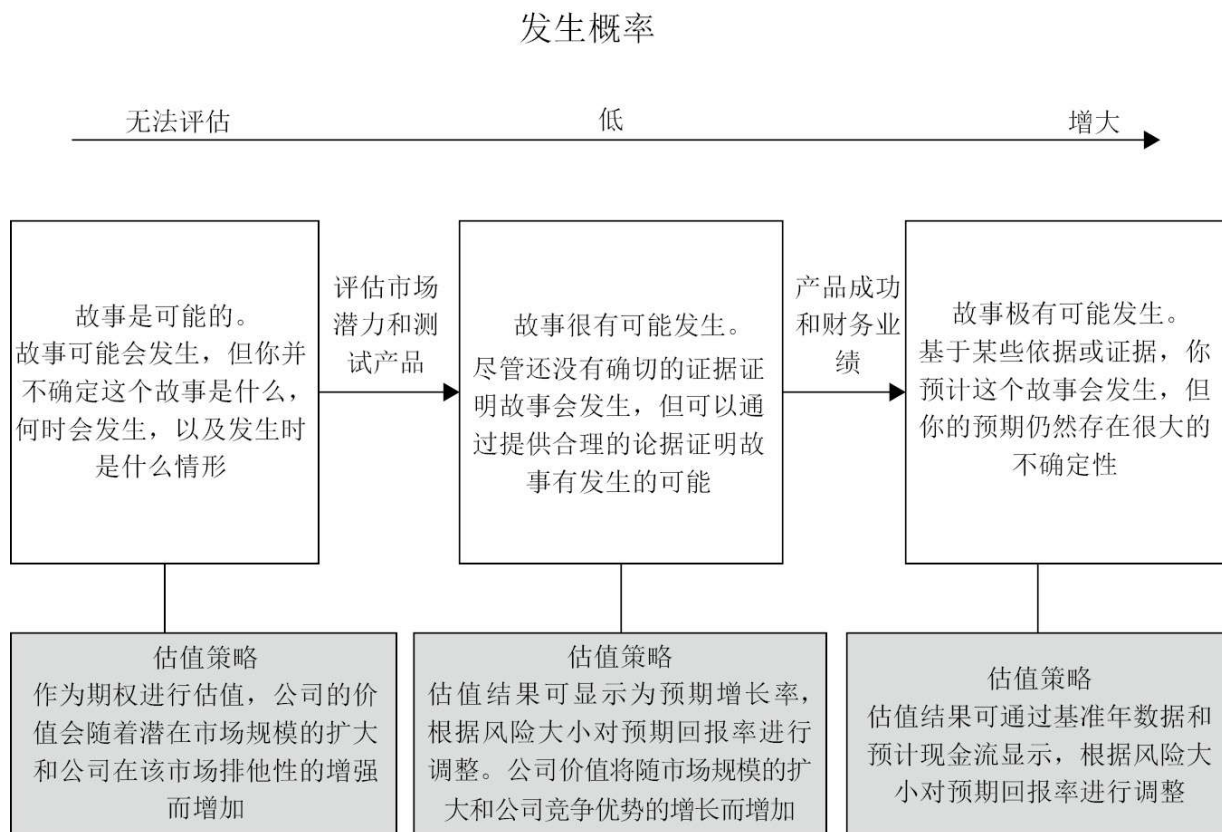 发生概率
无法评估
低
增大
故事是可能的。
故事可能会发生，但你并
不确定这个故事是什么，
何时会发生，以及发生时
是什么情形
评估市场
潜力和测
试产品
故事很有可能发生。
尽管还没有确切的证据证
明故事会发生，但可以通
过提供合理的论据证明故
事有发生的可能
产品成功
和财务业
绩
故事极有可能发生。
基于某些依据或证据，你
预计这个故事会发生，但
你的预期仍然存在很大的
不确定性
估值策略
作为期权进行估值，公司的价
值会随着潜在市场规模的扩大
和公司在该市场排他性的增强
而增加
估值策略
估值结果可显示为预期增长率，
根据风险大小对预期回报率进行
调整。公司价值将随市场规模的扩
大和公司竞争优势的增长而增加
估值策略
估值结果可通过基准年数据和
预计现金流显示，根据风险大
小对预期回报率进行调整